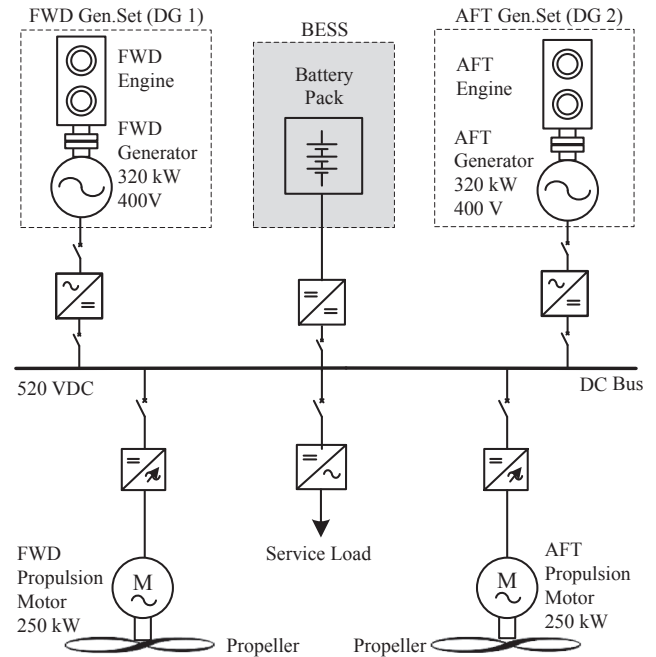 FWD Gen.Set (DG 1)
BESS
AFT Gen.Set (DG 2)
FWD
Engine
FWD
Generator
320 kW
400V
Battery
Pack
AFT
Engine
AFT
Generator
320 kW
400 V
520 VDC
DC Bus
Service Load
FWD
Propulsion
Motor
250 kW
M
Propeller
AFT
Propulsion
Motor
250 kW
M
Propeller